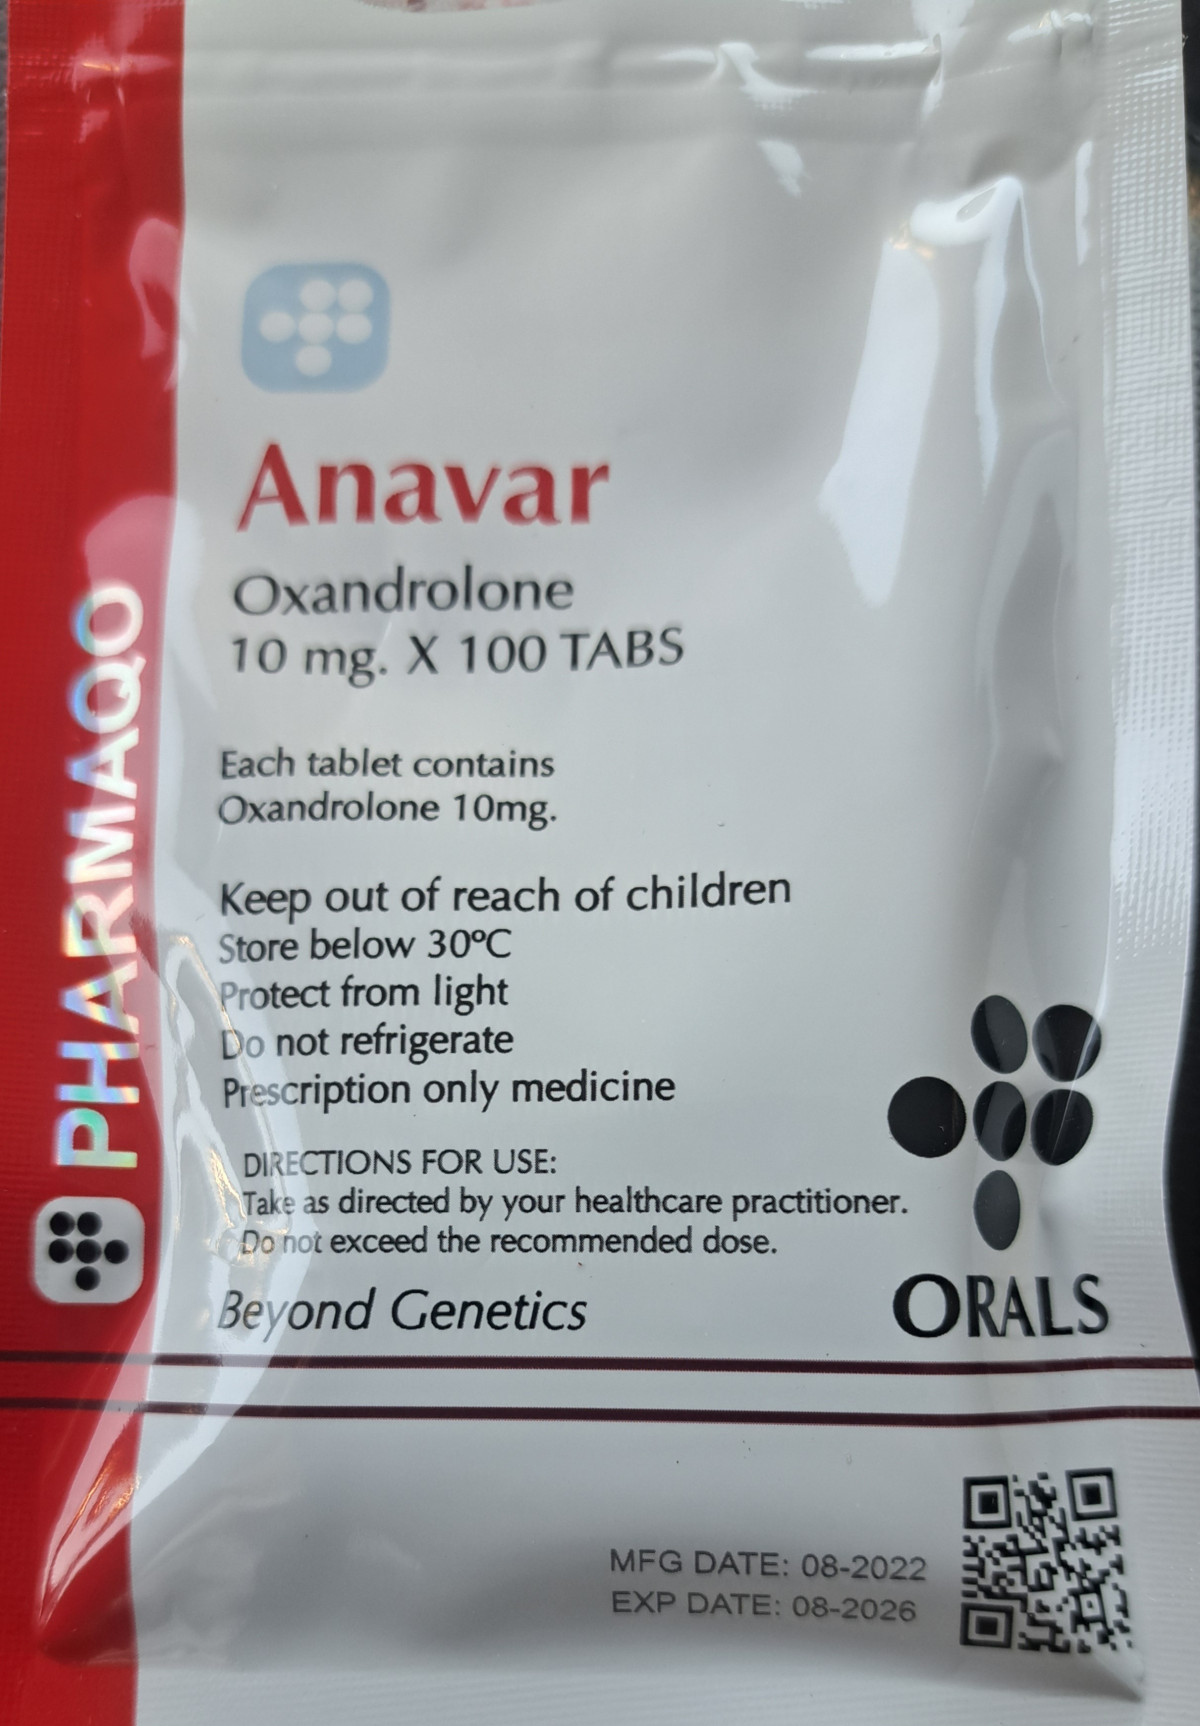 PHARMAQO
Anavar
Oxandrolone
10 mg. X 100 TABS
Each tablet contains
Oxandrolone 10mg.
Keep out of reach of children
Store below 30ºC
Protect from light
Do not refrigerate
Prescription only medicine
DIRECTIONS FOR USE:
Take as directed by your healthcare practitioner.
Do not exceed the recommended dose.
Beyond Genetics
ORALS
MFG DATE: 08-2022
EXP DATE: 08-2026